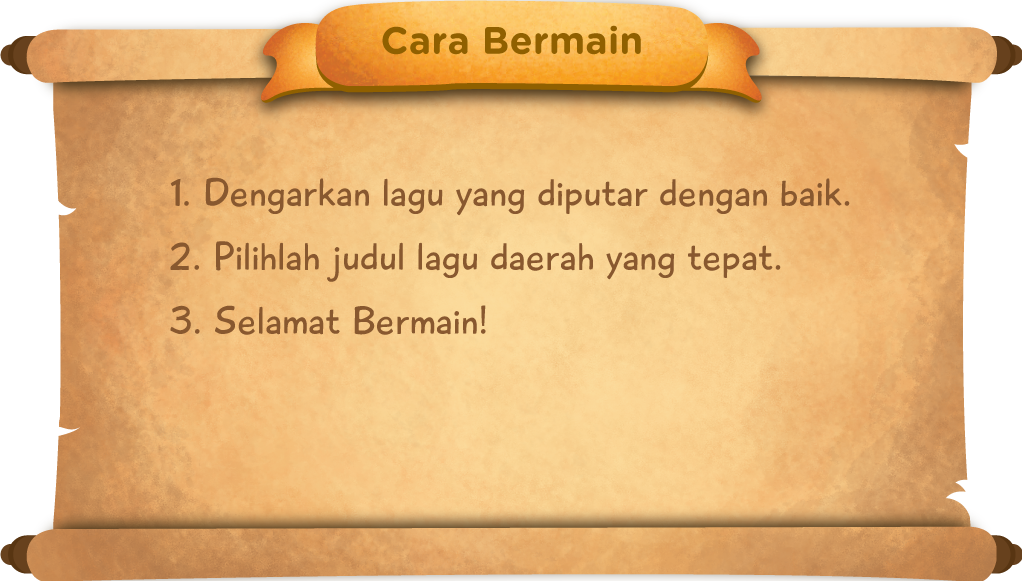 Cara Bermain
1. Dengarkan lagu yang diputar dengan baik.
2. Pilihlah judul lagu daerah yang tepat.
3. Selamat Bermain!